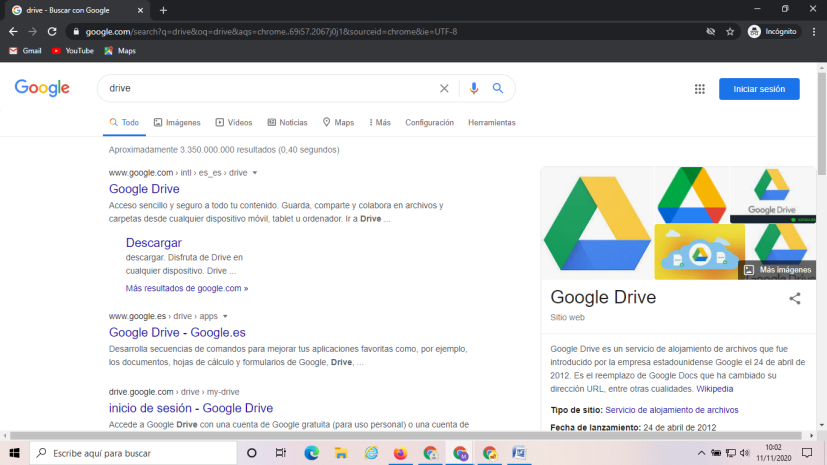 drive - Buscar con Google
google.com/search?q=drive&oq=drive&aqs=chrome..69i57.2067j0j1&sourceid=chrome&ie=UTF-8
Incógnito
Gmail YouTube Maps
Google
drive
Iniciar sesión
Todo Imágenes Vídeos Noticias Maps Más Configuración Herramientas
Aproximadamente 3.350.000.000 resultados (0,40 segundos)
www.google.com › intl › es_es › drive
Google Drive
Acceso sencillo y seguro a todo tu contenido. Guarda, comparte y colabora en archivos y
carpetas desde cualquier dispositivo móvil, tablet u ordenador. Ir a Drive ...
Descargar
descargar. Disfruta de Drive en
cualquier dispositivo. Drive ...
Más resultados de google.com »
www.google.es › drive › apps
Google Drive - Google.es
Desarrolla secuencias de comandos para mejorar tus aplicaciones favoritas como, por ejemplo,
los documentos, hojas de cálculo y formularios de Google, Drive, ...
drive.google.com › drive › my-drive
inicio de sesión - Google Drive
Accede a Google Drive con una cuenta de Google gratuita (para uso personal) o una cuenta de
Google Drive
Más imágenes
Google Drive
Sitio web
Google Drive es un servicio de alojamiento de archivos que fue
introducido por la empresa estadounidense Google el 24 de abril de
2012. Es el reemplazo de Google Docs que ha cambiado su
dirección URL, entre otras cualidades. Wikipedia
Tipo de sitio: Servicio de alojamiento de archivos
Fecha de lanzamiento: 24 de abril de 2012
Escribe aquí para buscar
10:02
11/11/2020